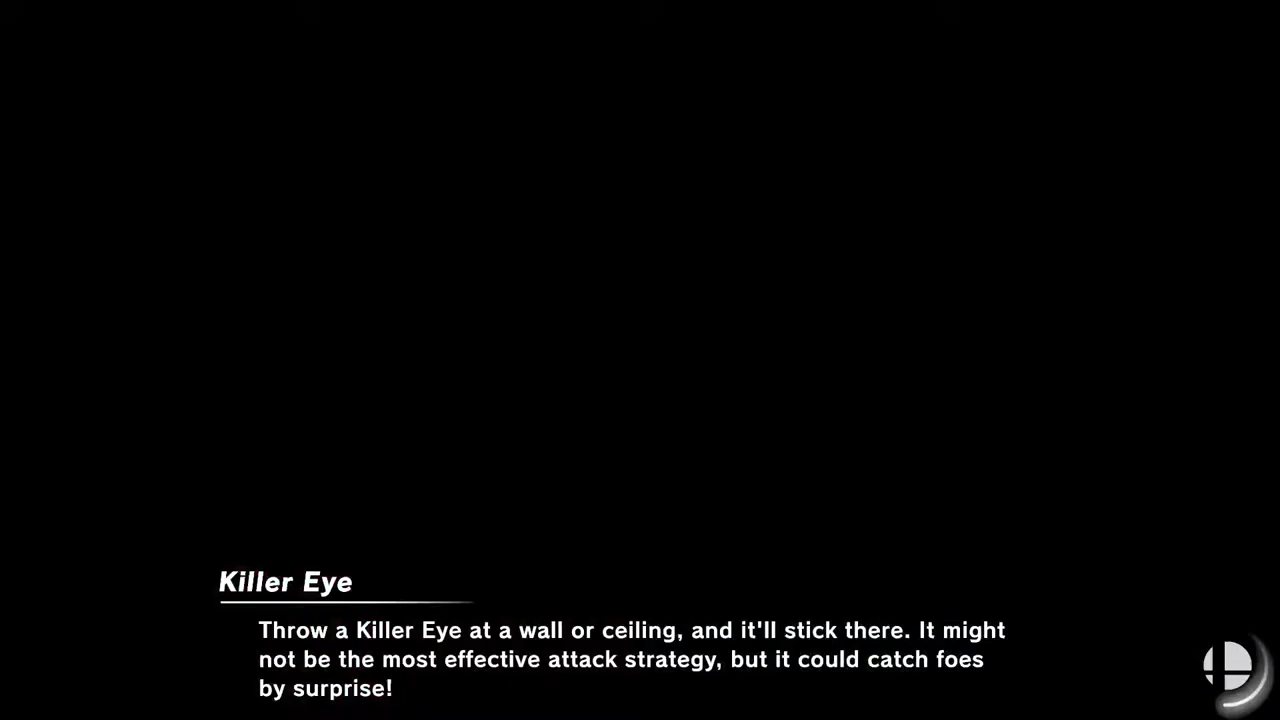 Killer Eye
Throw a Killer Eye at a wall or ceiling, and it'll stick there. It might
not be the most effective attack strategy, but it could catch foes
by surprise!